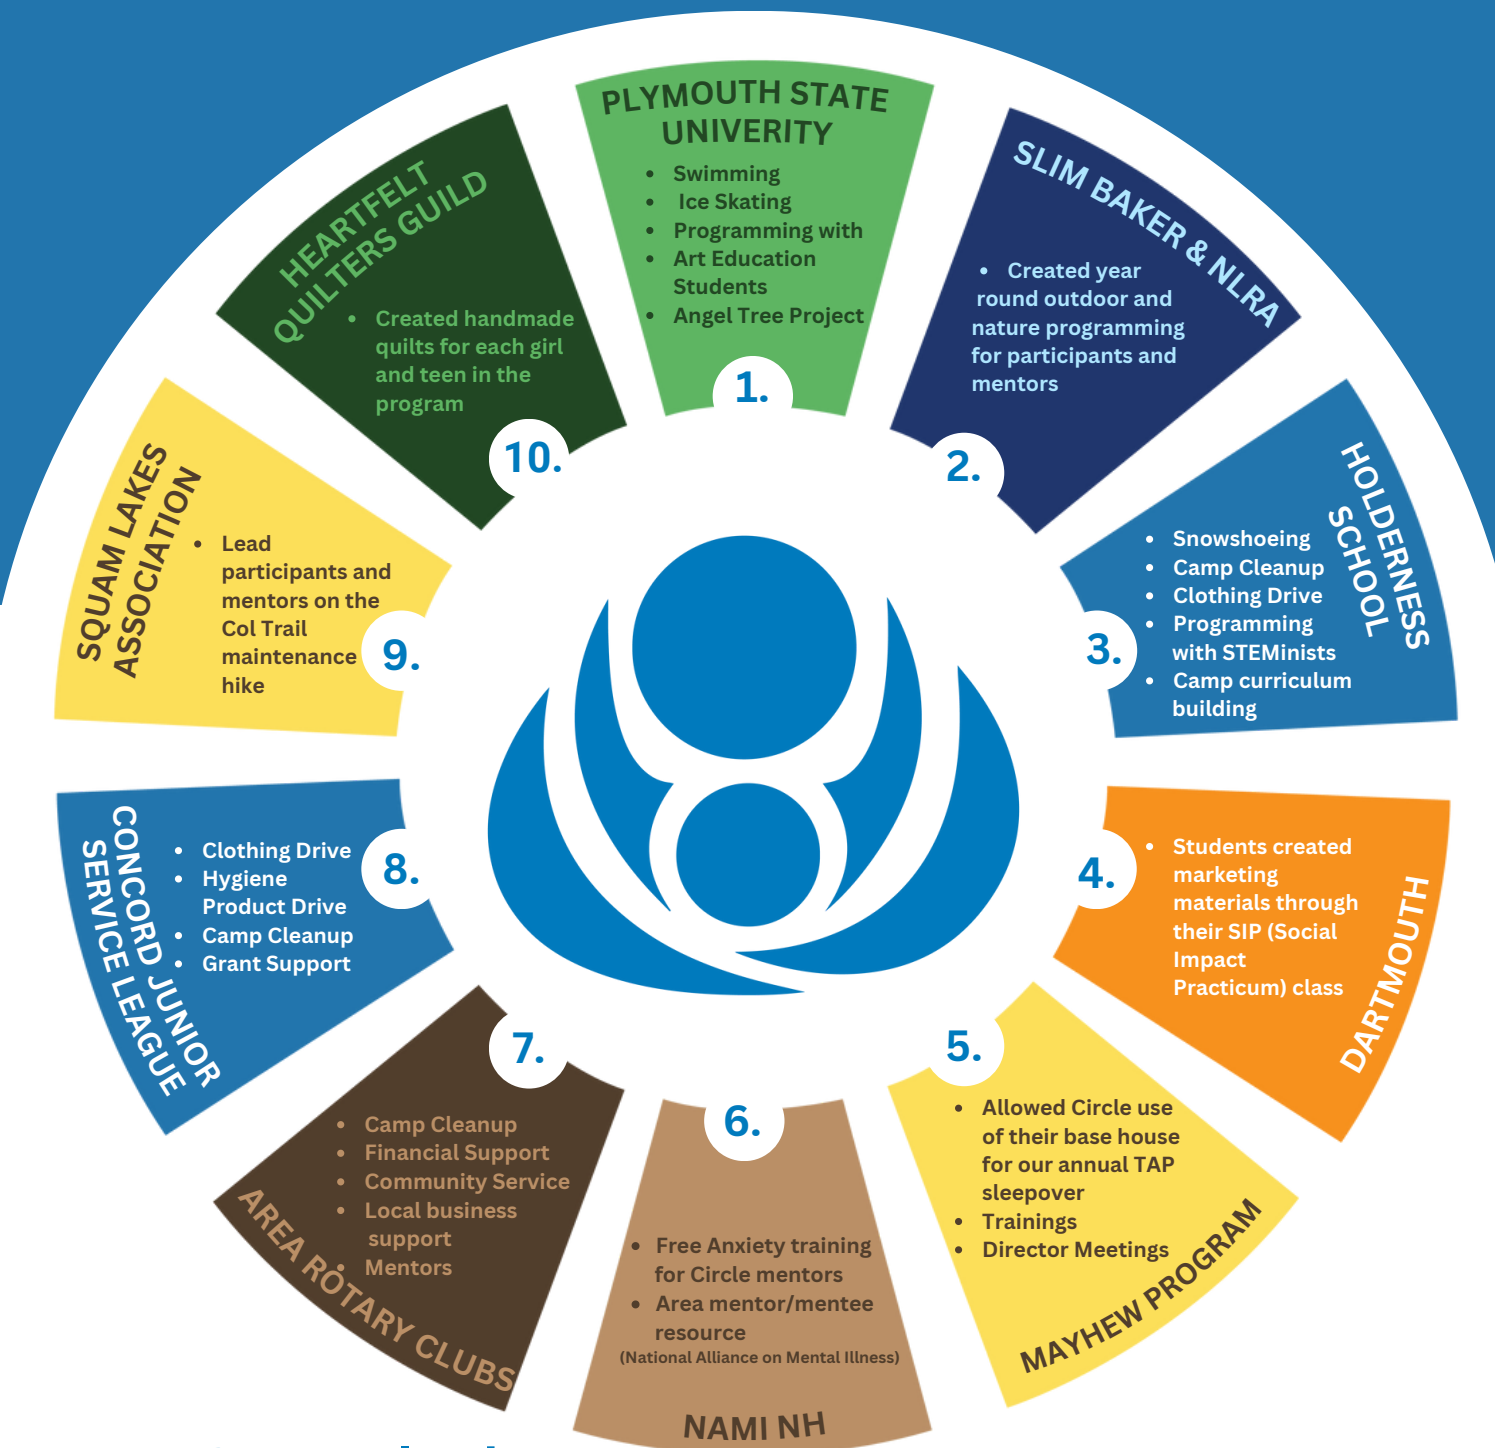 PLYMOUTH STATE
UNIVERITY
• Swimming
• Ice Skating
• Programming with
• Art Education
Students
• Angel Tree Project
1.
SLIM BAKER & NLRA
• Created year
round outdoor and
nature programming
for participants and
mentors
2.
HOLDERNESS
SCHOOL
• Snowshoeing
• Camp Cleanup
• Clothing Drive
• Programming
with STEMinists
• Camp curriculum
building
3.
DARTMOUTH
• Students created
marketing
materials through
their SIP (Social
Impact
Practicum) class
4.
5.
• Allowed Circle use
of their base house
for our annual TAP
sleepover
• Trainings
• Director Meetings
MAYHEW PROGRAM
6.
• Free Anxiety training
for Circle mentors
• Area mentor/mentee
resource
(National Alliance on Mental Illness)
NAMI NH
7.
• Camp Cleanup
• Financial Support
• Community Service
• Local business
support
• Mentors
AREA ROTARY CLUBS
CONCORD JUNIOR
SERVICE LEAGUE
• Clothing Drive
• Hygiene
Product Drive
• Camp Cleanup
• Grant Support
8.
SQUAM LAKES
ASSOCIATION
• Lead
participants and
mentors on the
Col Trail
maintenance
hike
9.
HEARTFELT
QUILTERS GUILD
• Created handmade
quilts for each girl
and teen in the
program
10.